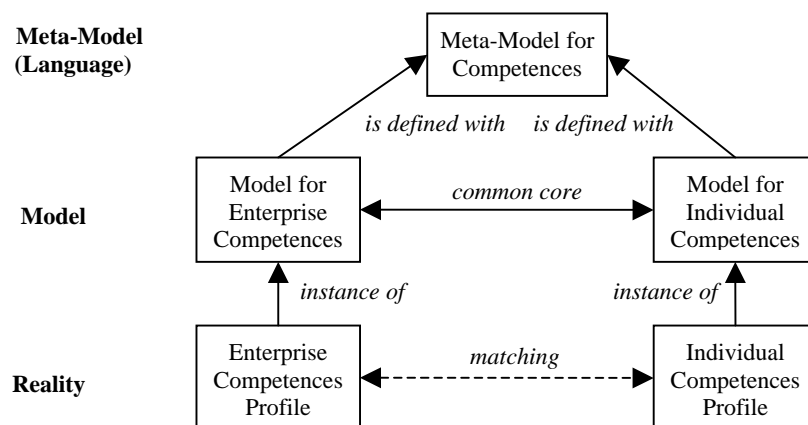 Meta-Model
(Language)
Meta-Model for
Competences
is defined with
is defined with
Model
Model for
Enterprise
Competences
common core
Model for
Individual
Competences
instance of
instance of
Reality
Enterprise
Competences
Profile
matching
Individual
Competences
Profile